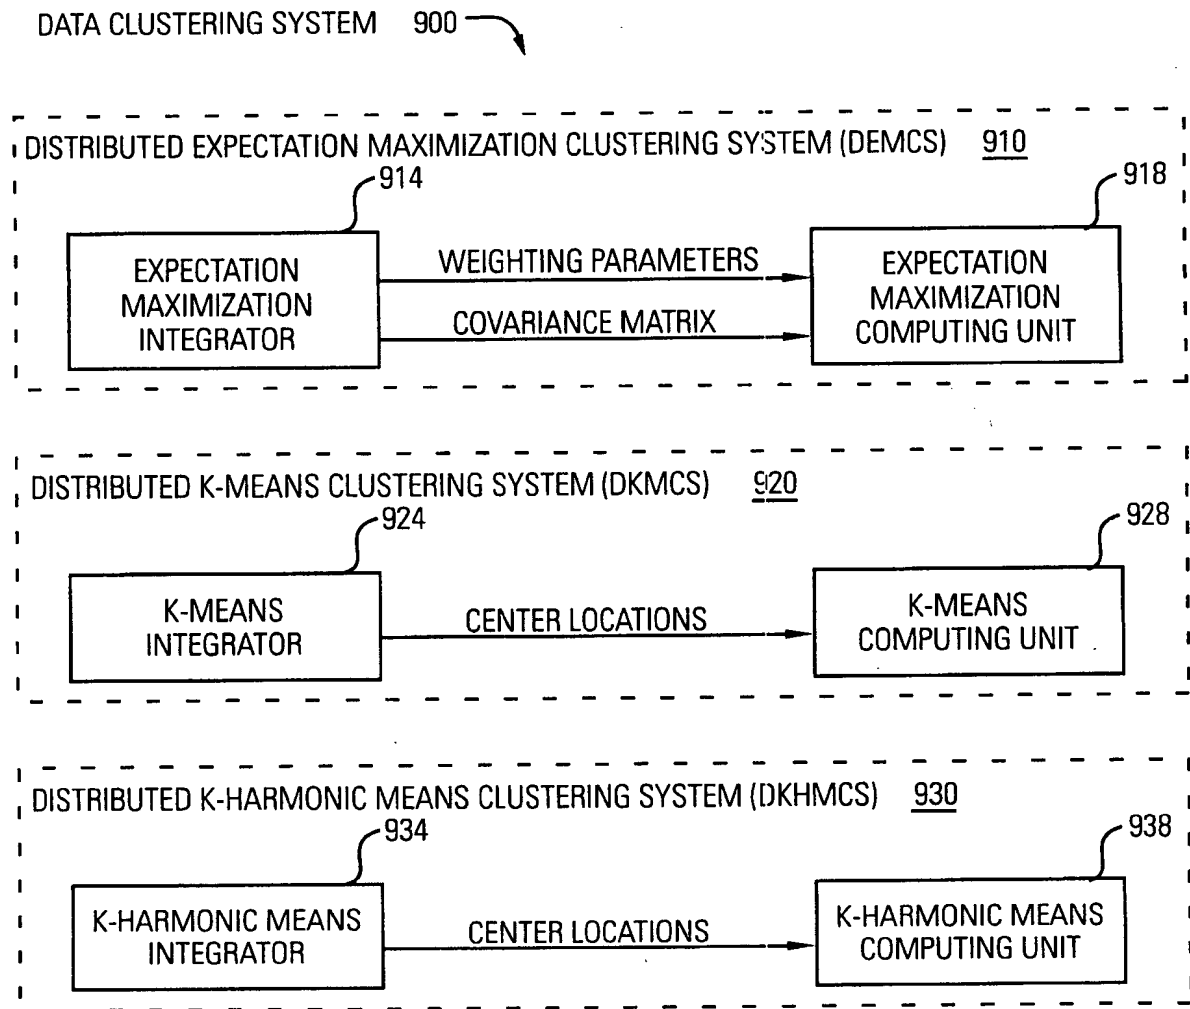 DATA CLUSTERING SYSTEM 900
DISTRIBUTED EXPECTATION MAXIMIZATION CLUSTERING SYSTEM (DEMCS) 910
914
918
EXPECTATION
MAXIMIZATION
INTEGRATOR
WEIGHTING PARAMETERS
COVARIANCE MATRIX
EXPECTATION
MAXIMIZATION
COMPUTING UNIT
DISTRIBUTED K-MEANS CLUSTERING SYSTEM (DKMCS) 920
924
928
K-MEANS
INTEGRATOR
CENTER LOCATIONS
K-MEANS
COMPUTING UNIT
DISTRIBUTED K-HARMONIC MEANS CLUSTERING SYSTEM (DKHMCS) 930
934
938
K-HARMONIC MEANS
INTEGRATOR
CENTER LOCATIONS
K-HARMONIC MEANS
COMPUTING UNIT